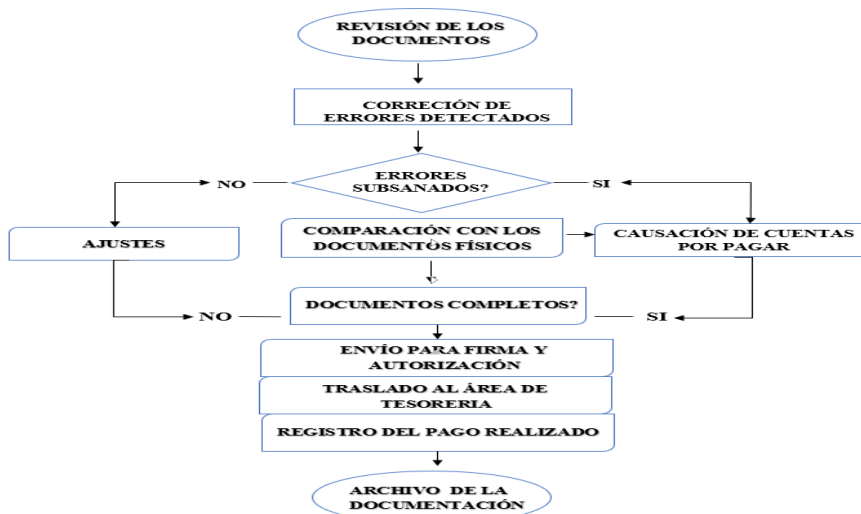 REVISIÓN DE LOS
DOCUMENTOS
CORRECIÓN DE
ERRORES DETECTADOS
ERRORES
SUBSANADOS?
NO
SI
AJUSTES
COMPARACIÓN CON LOS
DOCUMENTOS FÍSICOS
CAUSACIÓN DE CUENTAS
POR PAGAR
NO
DOCUMENTOS COMPLETOS?
SI
ENVÍO PARA FIRMA Y
AUTORIZACIÓN
TRASLADO AL ÁREA DE
TESORERIA
REGISTRO DEL PAGO REALIZADO
ARCHIVO DE LA
DOCUMENTACIÓN